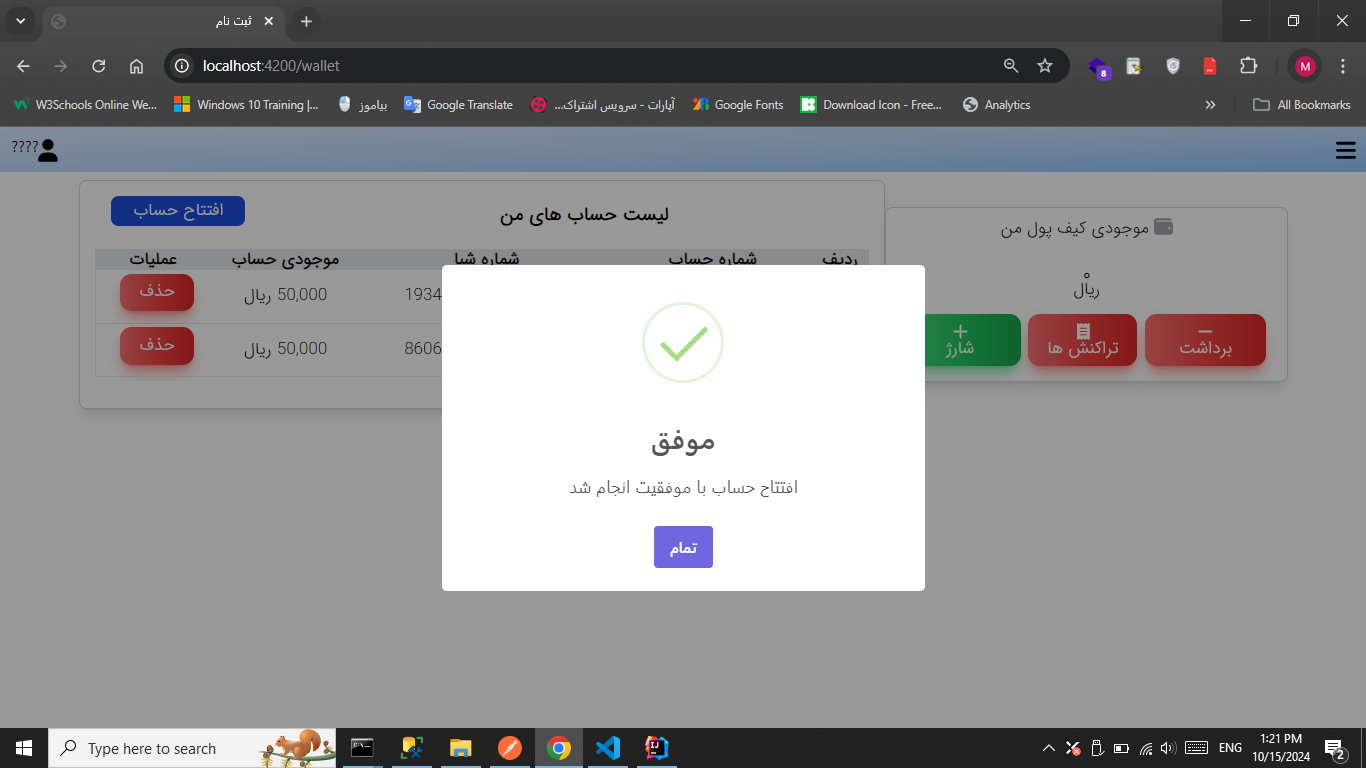 ثبت نام
localhost:4200/wallet
8
M
W3Schools Online We...
Windows 10 Training |...
بیاموز
Google Translate
آپارات - سرویس اشتراک...
Google Fonts
Download Icon - Free...
Analytics
All Bookmarks
????
موجودی کیف پول من
ریال
برداشت
تراکنش ها
شارژ
لیست حساب های من
افتتاح حساب
ردیف شماره حساب شماره شبا موجودی حساب عملیات
1934 50,000 ریال حذف
8606 50,000 ریال حذف
موفق
افتتاح حساب با موفقیت انجام شد
تمام
Type here to search
ENG
1:21 PM
10/15/2024
2